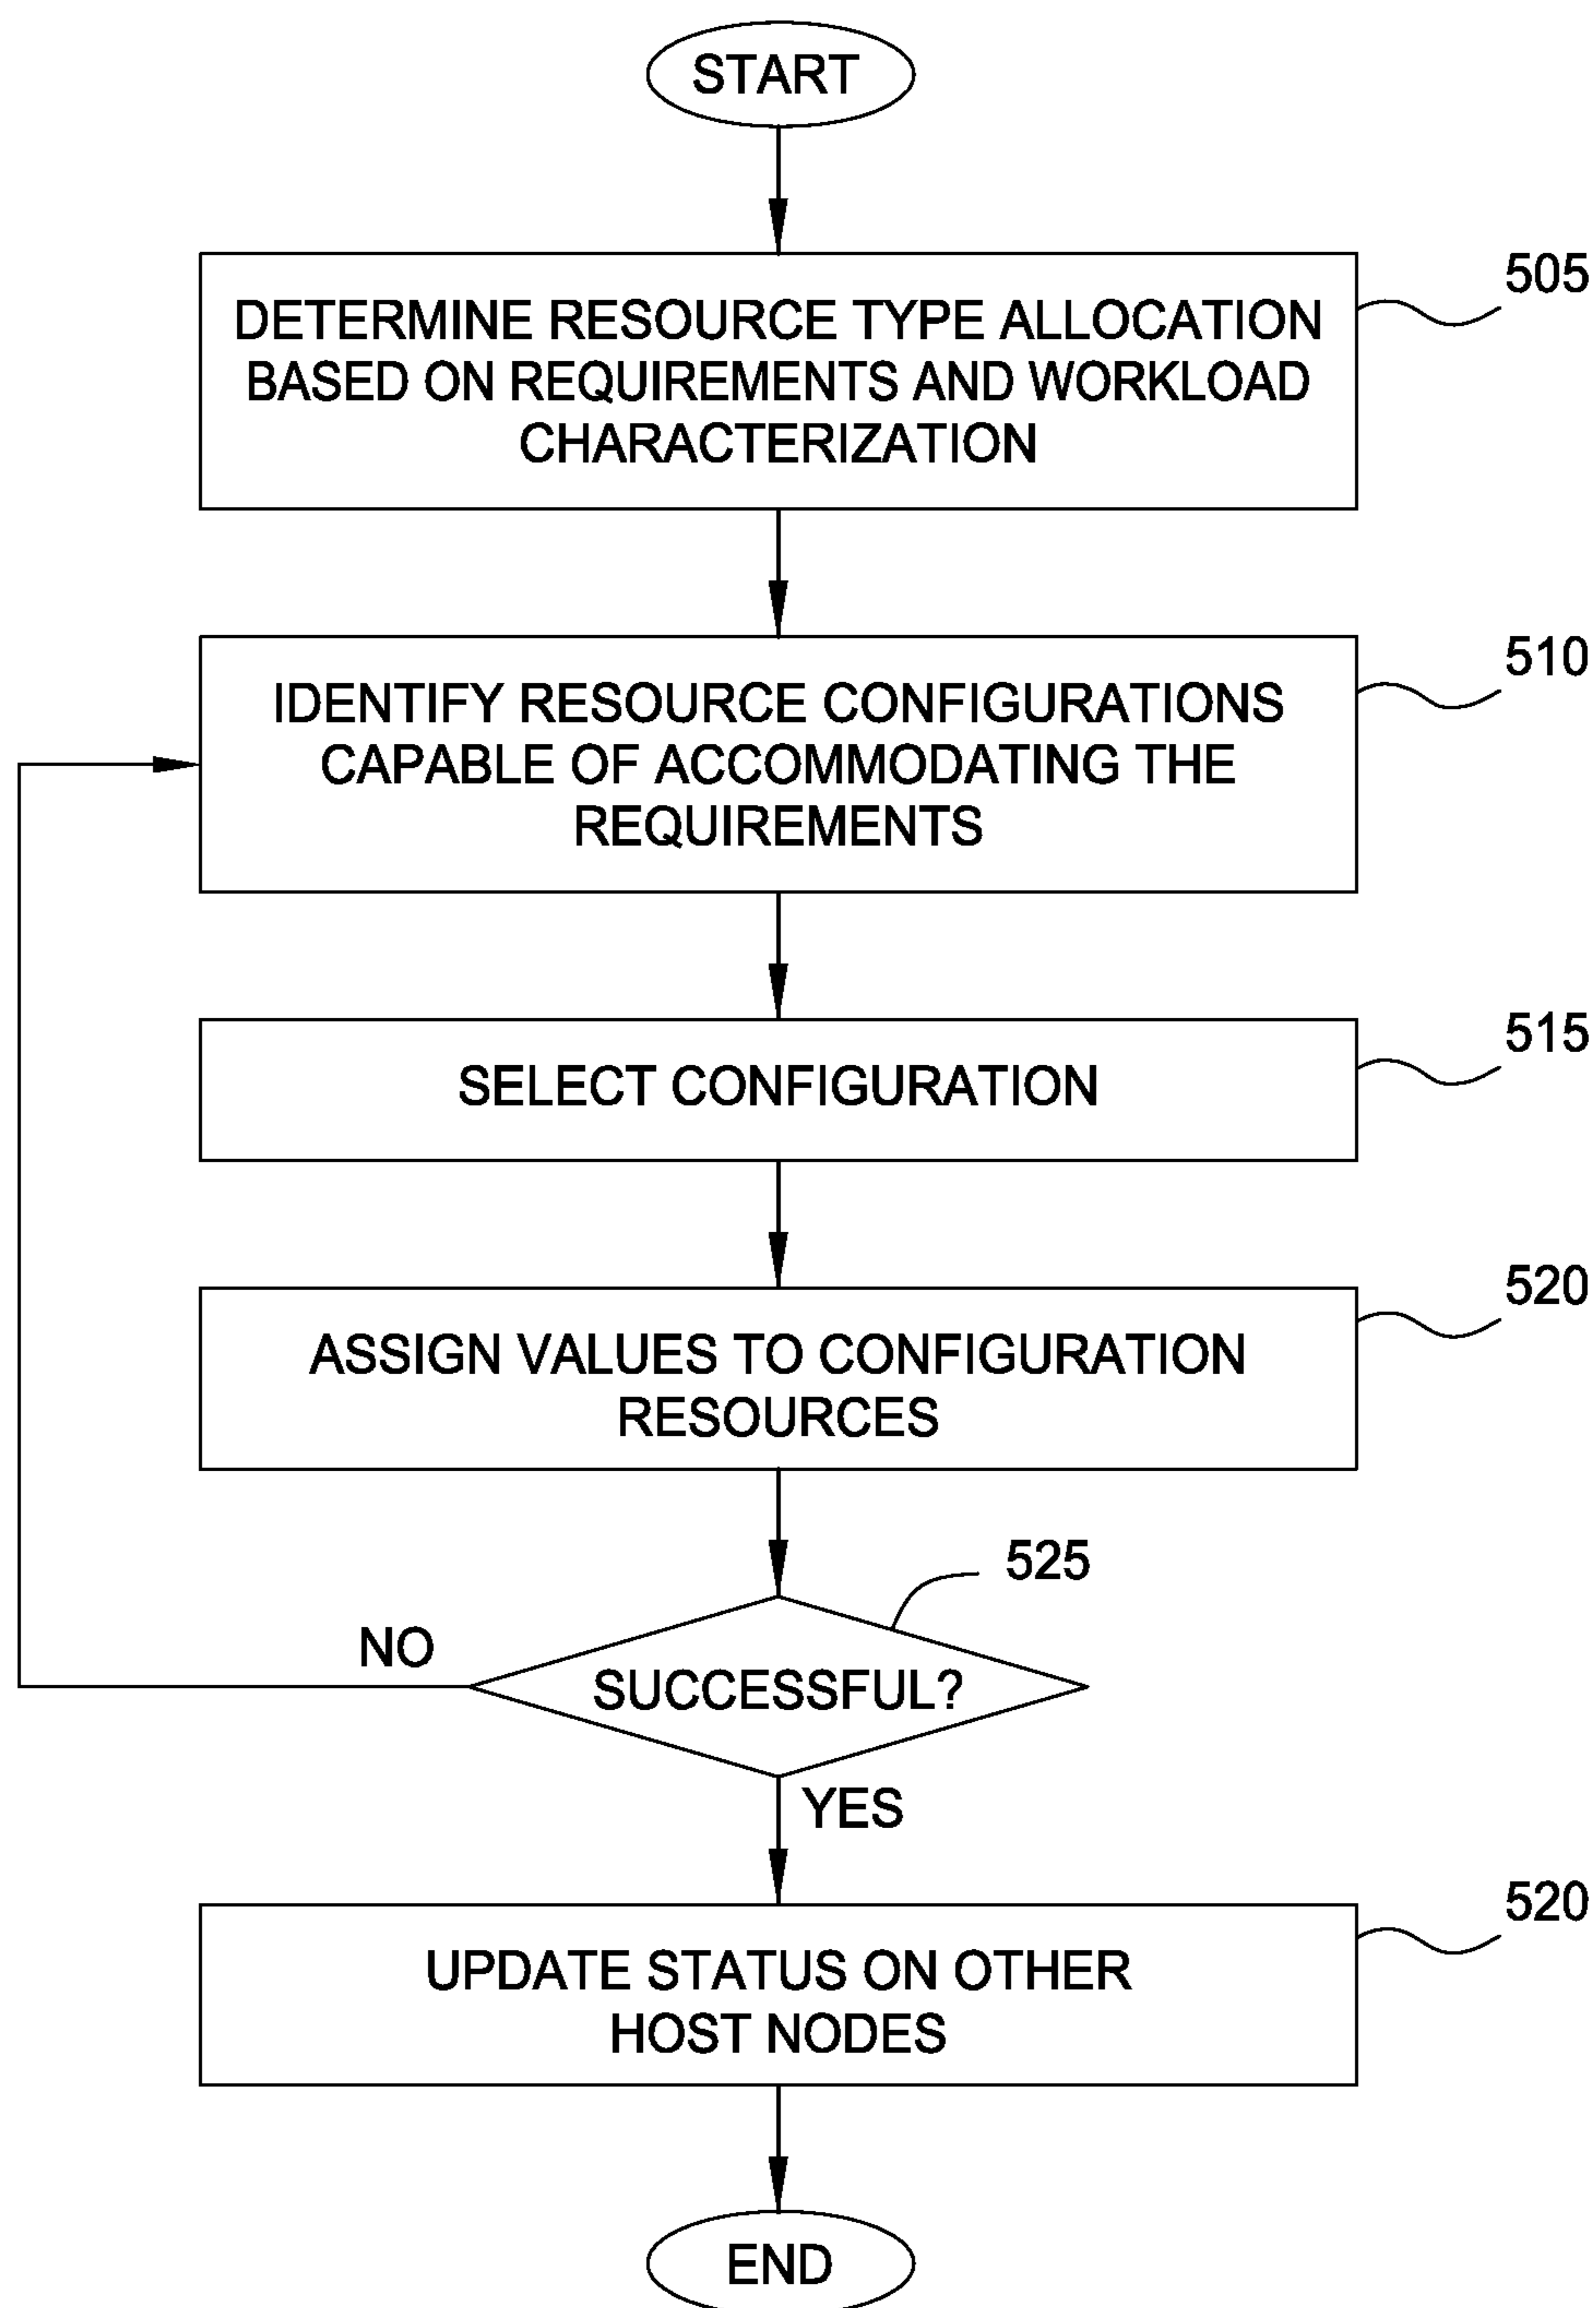 START
505
DETERMINE RESOURCE TYPE ALLOCATION
BASED ON REQUIREMENTS AND WORKLOAD
CHARACTERIZATION
510
IDENTIFY RESOURCE CONFIGURATIONS
CAPABLE OF ACCOMMODATING THE
REQUIREMENTS
515
SELECT CONFIGURATION
520
ASSIGN VALUES TO CONFIGURATION
RESOURCES
525
NO
SUCCESSFUL?
YES
520
UPDATE STATUS ON OTHER
HOST NODES
END